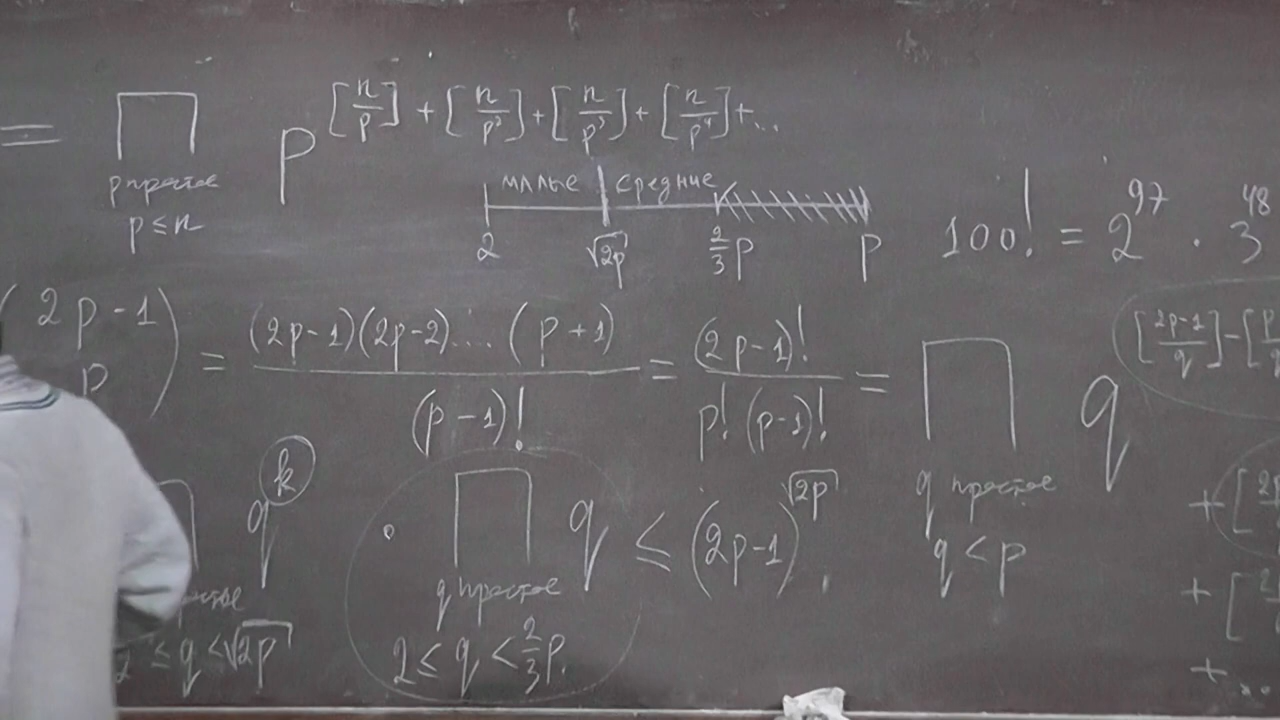 = ∏ p^{[n/p] + [n/p²] + [n/p³] + [n/p⁴] + ...}
p простое
p ≤ n
малые | средние
2 √2p 2/3 p p
100! = 2^97 · 3^48
(2p-1 / p) = (2p-1)(2p-2)....(p+1) / (p-1)! = (2p-1)! / p!(p-1)! = ∏ q^{[2p-1/q]-[p/q
q простое
q < p
+ [2p
+ [2
+ ...
q^k · ∏ q ≤ (2p-1)^{√2p}
q простое
2 ≤ q < √2p 2 ≤ q < 2/3 p.